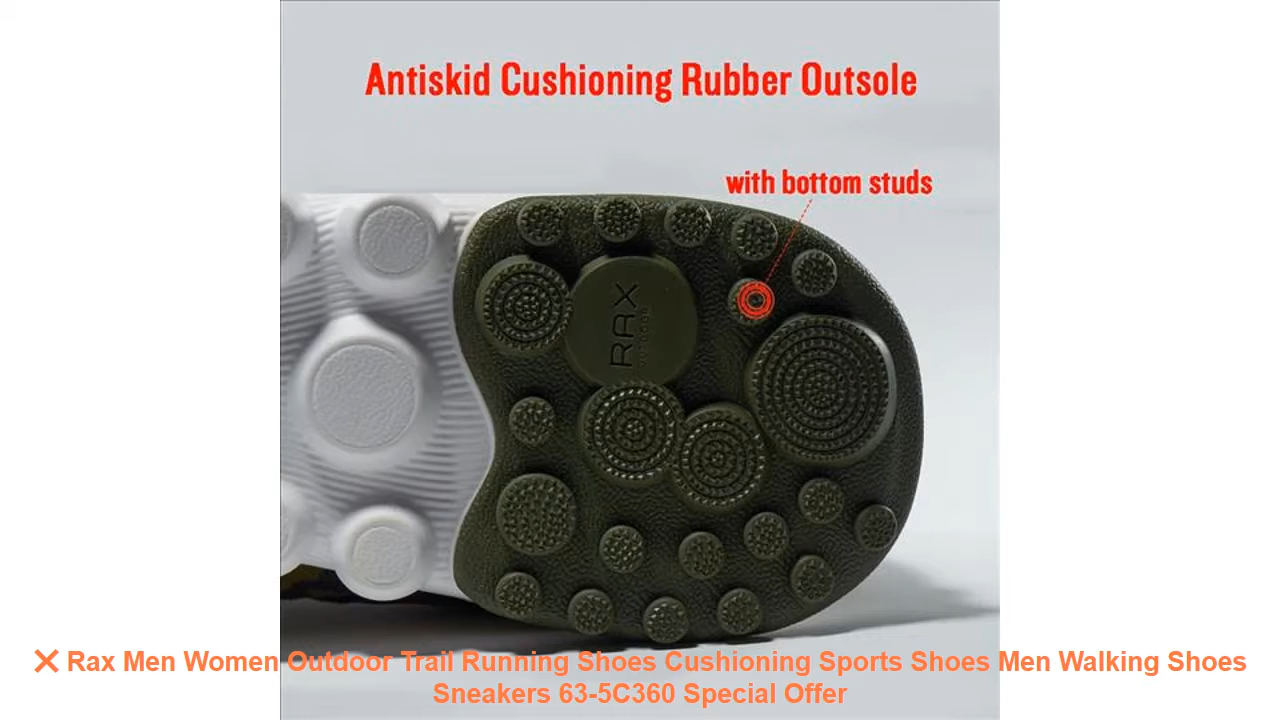 Antiskid Cushioning Rubber Outsole
with bottom studs
RAX
OUTDOOR
❌ Rax Men Women Outdoor Trail Running Shoes Cushioning Sports Shoes Men Walking Shoes
Sneakers 63-5C360 Special Offer